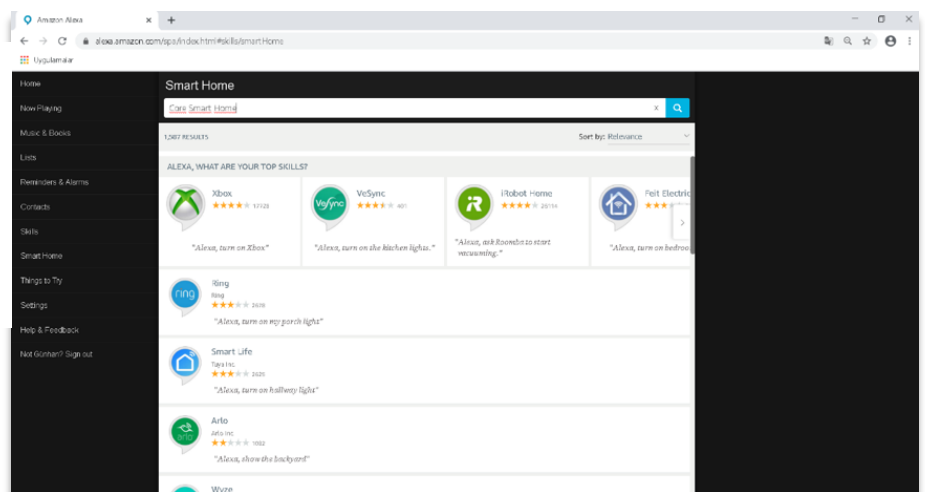 Amazon Alexa
alexa.amazon.com/spa/index.html#skills/smartHome
Uygulamalar
Home
Now Playing
Music & Books
Lists
Reminders & Alarms
Contacts
Skills
Smart Home
Things to Try
Settings
Help & Feedback
Not Günhan? Sign out
Smart Home
Core Smart Home
1,587 RESULTS
Sort by: Relevance
ALEXA, WHAT ARE YOUR TOP SKILLS?
Xbox
"Alexa, turn on Xbox"
VeSync
VeSync
401
"Alexa, turn on the kitchen lights."
iRobot Home
"Alexa, ask Roomba to start
vacuuming."
Feit Electric
"Alexa, turn on bedroo
ring
Ring
Ring
"Alexa, turn on my porch light"
Smart Life
Tuya Inc.
"Alexa, turn on hallway light"
arlo
Arlo
Arlo Inc
"Alexa, show the backyard"
Wyze